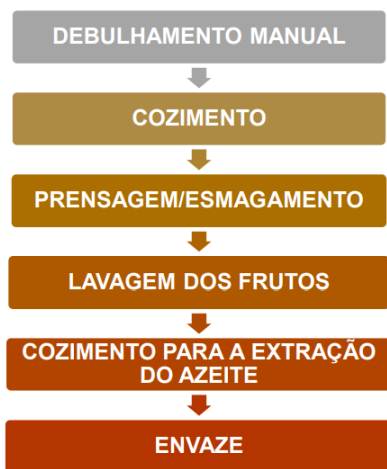 DEBULHAMENTO MANUAL
COZIMENTO
PRENSAGEM/ESMAGAMENTO
LAVAGEM DOS FRUTOS
COZIMENTO PARA A EXTRAÇÃO
DO AZEITE
ENVAZE